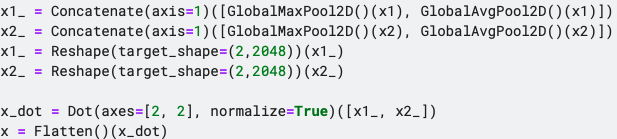 x1_ = Concatenate(axis=1)([GlobalMaxPool2D()(x1), GlobalAvgPool2D()(x1)])
x2_ = Concatenate(axis=1)([GlobalMaxPool2D()(x2), GlobalAvgPool2D()(x2)])
x1_ = Reshape(target_shape=(2,2048))(x1_)
x2_ = Reshape(target_shape=(2,2048))(x2_)
x_dot = Dot(axes=[2, 2], normalize=True)([x1_, x2_])
x = Flatten()(x_dot)